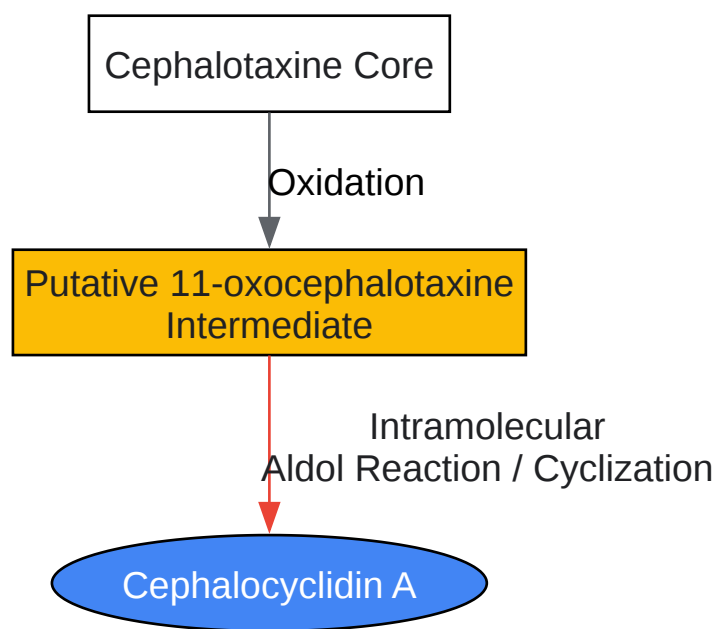 Cephalotaxine Core
Oxidation
Putative 11-oxocephalotaxine
Intermediate
Intramolecular
Aldol Reaction / Cyclization
Cephalocyclidin A